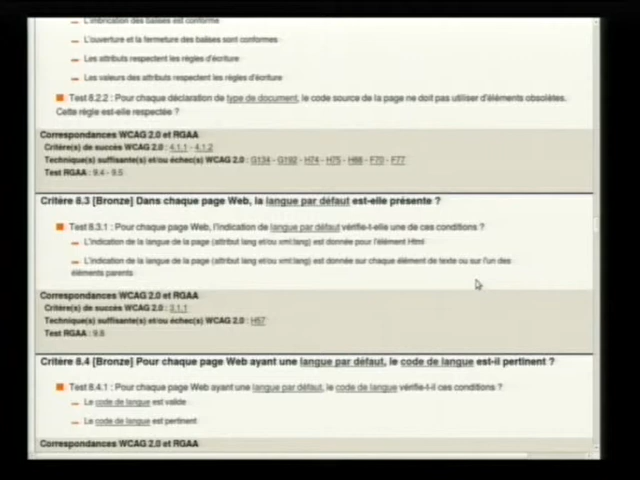 L'imbrication des balises est conforme
L'ouverture et la fermeture des balises sont conformes
Les attributs respectent les règles d'écriture
Les valeurs des attributs respectent les règles d'écriture
Test 8.2.2 : Pour chaque déclaration de type de document, le code source de la page ne doit pas utiliser d'éléments obsolètes.
Cette règle est-elle respectée ?
Correspondances WCAG 2.0 et RGAA
Critère(s) de succès WCAG 2.0 : 4.1.1 - 4.1.2
Technique(s) suffisante(s) et/ou échec(s) WCAG 2.0 : G134 - G192 - H74 - H75 - H88 - F70 - F77
Test RGAA : 9.4 - 9.5
Critère 8.3 [Bronze] Dans chaque page Web, la langue par défaut est-elle présente ?
Test 8.3.1 : Pour chaque page Web, l'indication de langue par défaut vérifie-t-elle une de ces conditions ?
L'indication de la langue de la page (attribut lang et/ou xml:lang) est donnée pour l'élément Html
L'indication de la langue de la page (attribut lang et/ou xml:lang) est donnée sur chaque élément de texte ou sur l'un des
éléments parents
Correspondances WCAG 2.0 et RGAA
Critère(s) de succès WCAG 2.0 : 3.1.1
Technique(s) suffisante(s) et/ou échec(s) WCAG 2.0 : H57
Test RGAA : 9.8
Critère 8.4 [Bronze] Pour chaque page Web ayant une langue par défaut, le code de langue est-il pertinent ?
Test 8.4.1 : Pour chaque page Web ayant une langue par défaut, le code de langue vérifie-t-il ces conditions ?
Le code de langue est valide
Le code de langue est pertinent
Correspondances WCAG 2.0 et RGAA